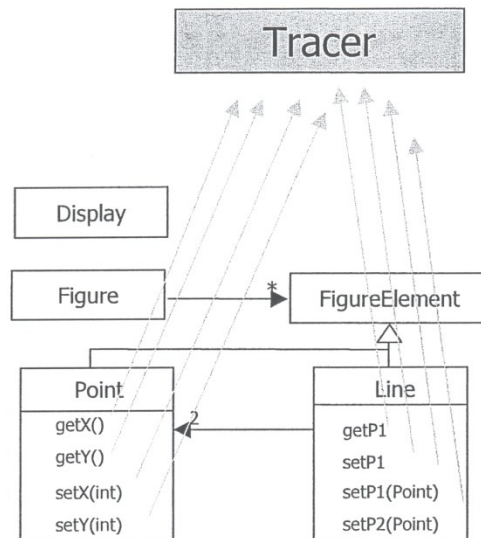 Tracer
Display
Figure
*
FigureElement
Point
getX()
getY()
setX(int)
setY(int)
2
Line
getP1
setP1
setP1(Point)
setP2(Point)